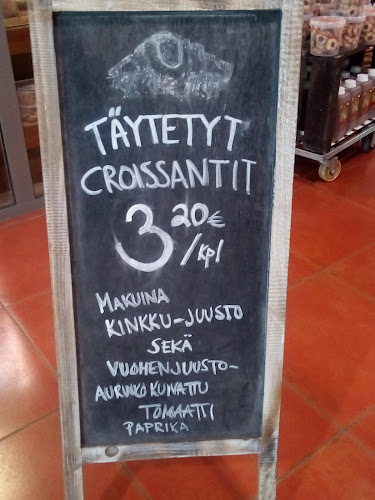 TÄYTETYT
CROISSANTIT
3 20€
/kpl
MAKUINA
KINKKU-JUUSTO
SEKÄ
VUOHENJUUSTO-
AURINKOKUIVATTU
TOMAATTI
PAPRIKA